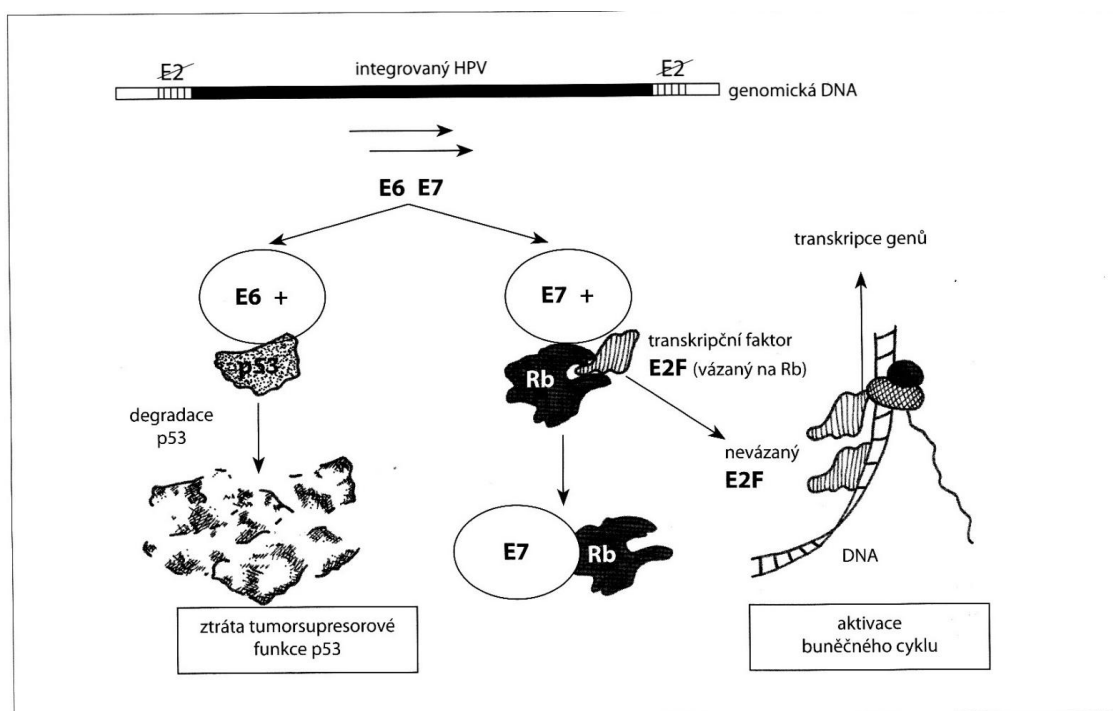 E2
integrovaný HPV
E2
genomická DNA
E6 E7
transkripce genů
E6 +
E7 +
p53
Rb
transkripční faktor
E2F (vázaný na Rb)
degradace
p53
nevázaný
E2F
E7
Rb
DNA
ztráta tumorsupresorové
funkce p53
aktivace
buněčného cyklu